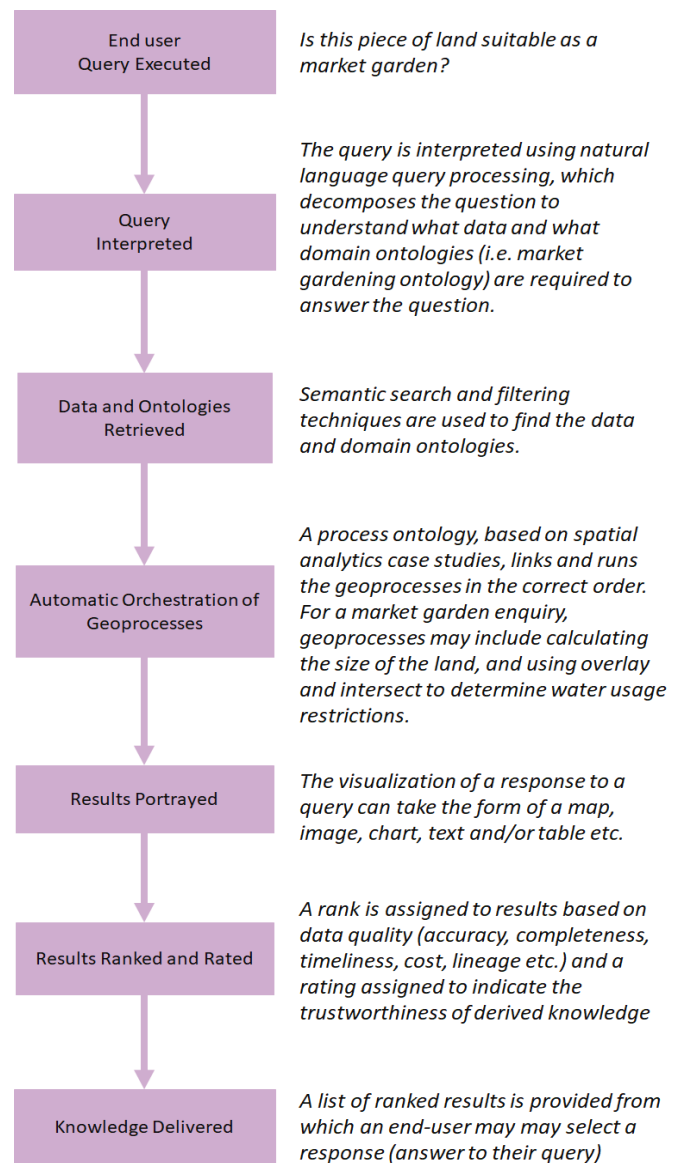 End user
Query Executed
Is this piece of land suitable as a
market garden?
Query
Interpreted
The query is interpreted using natural
language query processing, which
decomposes the question to
understand what data and what
domain ontologies (i.e. market
gardening ontology) are required to
answer the question.
Data and Ontologies
Retrieved
Semantic search and filtering
techniques are used to find the data
and domain ontologies.
Automatic Orchestration of
Geoprocesses
A process ontology, based on spatial
analytics case studies, links and runs
the geoprocesses in the correct order.
For a market garden enquiry,
geoprocesses may include calculating
the size of the land, and using overlay
and intersect to determine water usage
restrictions.
Results Portrayed
The visualization of a response to a
query can take the form of a map,
image, chart, text and/or table etc.
Results Ranked and Rated
A rank is assigned to results based on
data quality (accuracy, completeness,
timeliness, cost, lineage etc.) and a
rating assigned to indicate the
trustworthiness of derived knowledge
Knowledge Delivered
A list of ranked results is provided from
which an end-user may may select a
response (answer to their query)